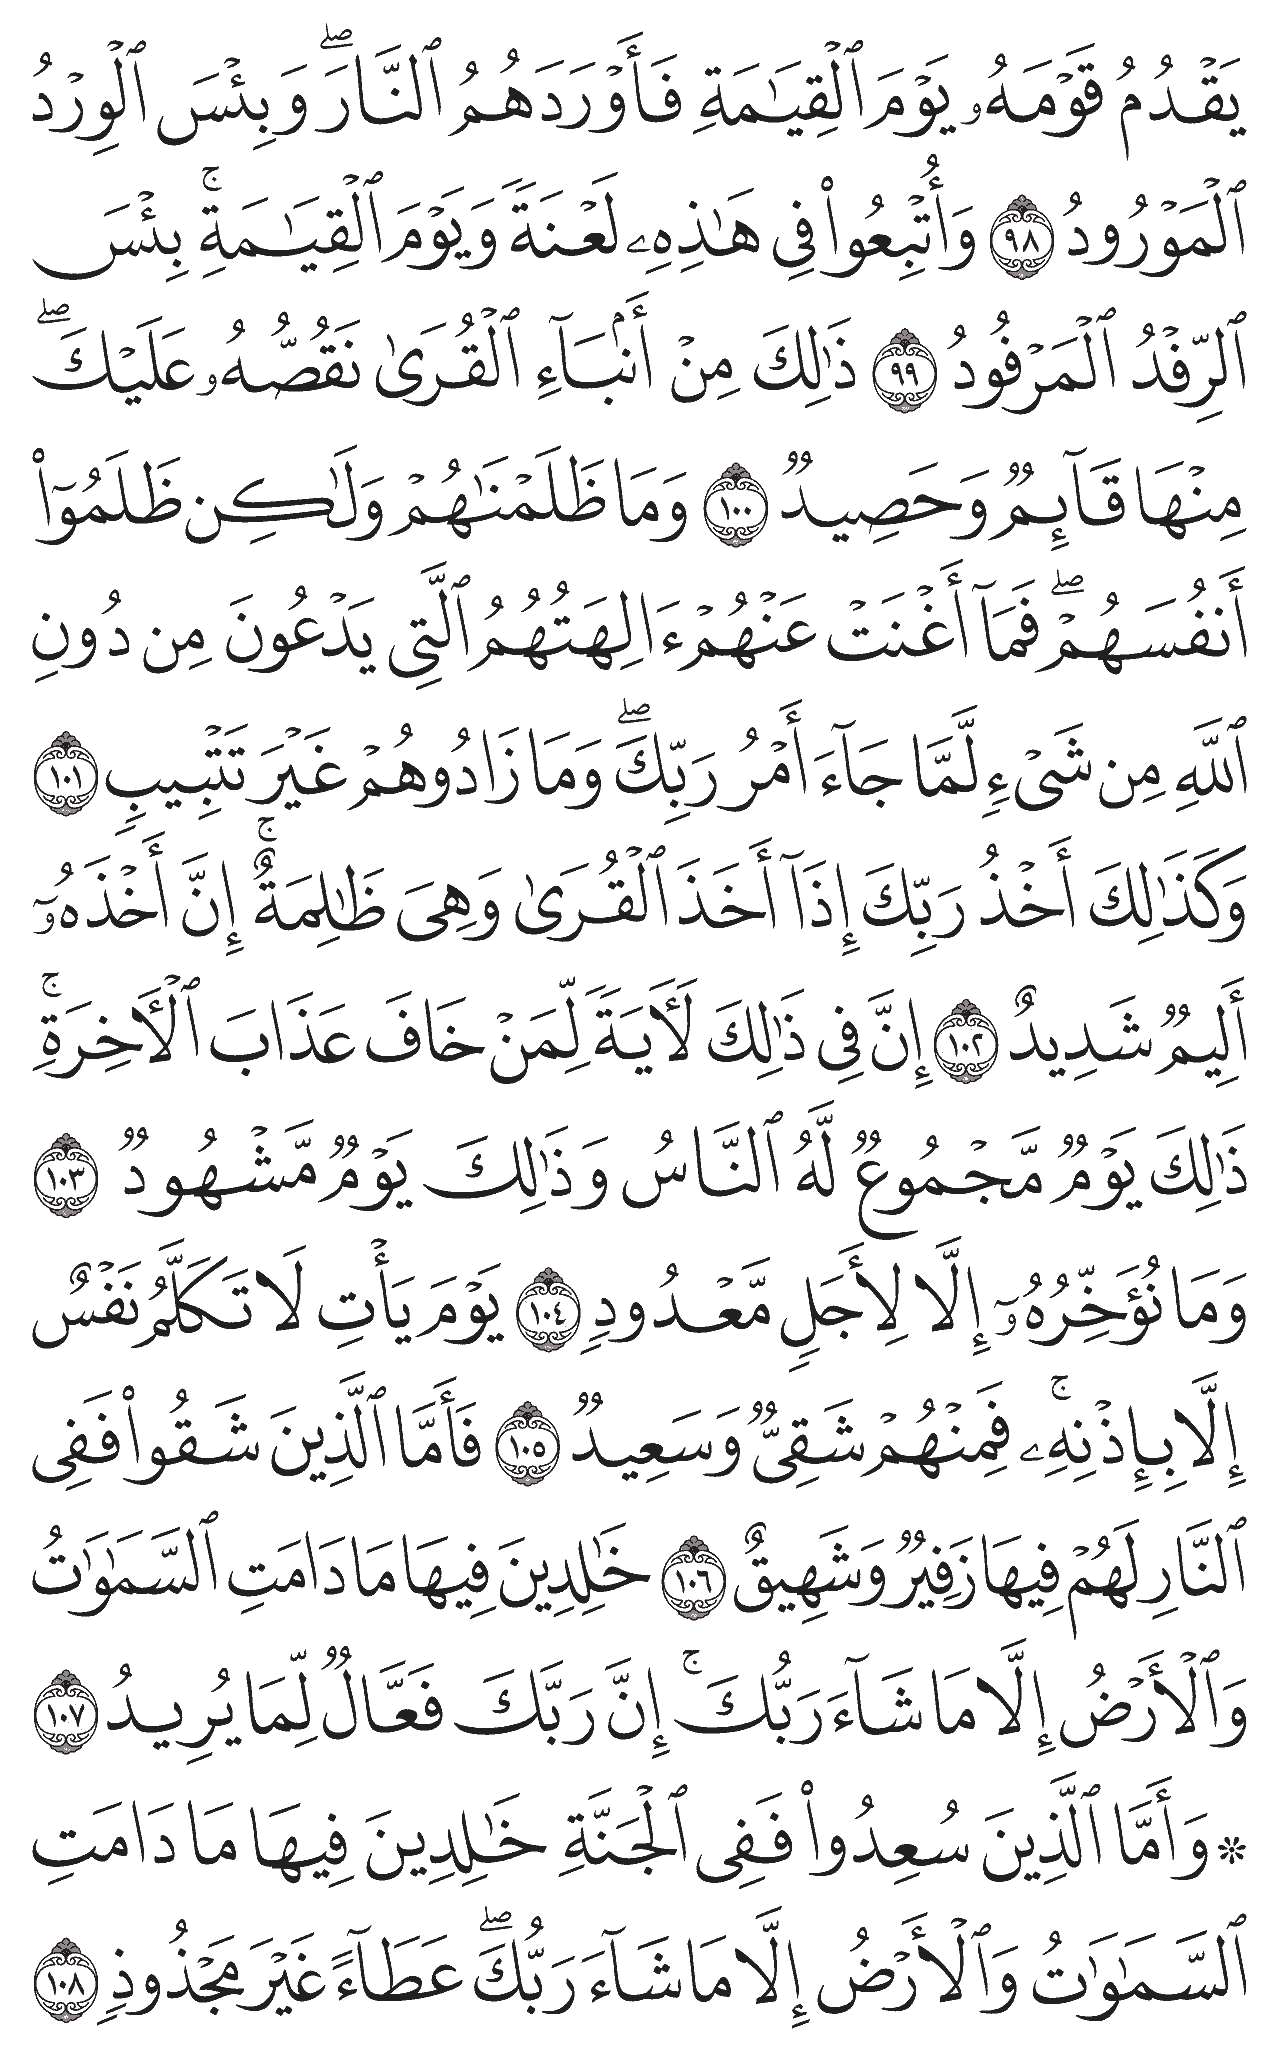 يَقْدُمُ قَوْمَهُۥ يَوْمَ ٱلْقِيَـٰمَةِ فَأَوْرَدَهُمُ ٱلنَّارَ ۖ وَبِئْسَ ٱلْوِرْدُ
ٱلْمَوْرُودُ ٩٨ وَأُتْبِعُوا۟ فِى هَـٰذِهِۦ لَعْنَةً وَيَوْمَ ٱلْقِيَـٰمَةِ ۚ بِئْسَ
ٱلرِّفْدُ ٱلْمَرْفُودُ ٩٩ ذَٰلِكَ مِنْ أَنۢبَآءِ ٱلْقُرَىٰ نَقُصُّهُۥ عَلَيْكَ ۖ
مِنْهَا قَآئِمٌ وَحَصِيدٌ ١٠٠ وَمَا ظَلَمْنَـٰهُمْ وَلَـٰكِن ظَلَمُوٓا۟
أَنفُسَهُمْ ۖ فَمَآ أَغْنَتْ عَنْهُمْ ءَالِهَتُهُمُ ٱلَّتِى يَدْعُونَ مِن دُونِ
ٱللَّهِ مِن شَىْءٍ لَّمَّا جَآءَ أَمْرُ رَبِّكَ ۖ وَمَا زَادُوهُمْ غَيْرَ تَتْبِيبٍ ١٠١
وَكَذَٰلِكَ أَخْذُ رَبِّكَ إِذَآ أَخَذَ ٱلْقُرَىٰ وَهِىَ ظَـٰلِمَةٌ ۚ إِنَّ أَخْذَهُۥٓ
أَلِيمٌ شَدِيدٌ ١٠٢ إِنَّ فِى ذَٰلِكَ لَـَٔايَةً لِّمَنْ خَافَ عَذَابَ ٱلْـَٔاخِرَةِ ۚ
ذَٰلِكَ يَوْمٌ مَّجْمُوعٌ لَّهُ ٱلنَّاسُ وَذَٰلِكَ يَوْمٌ مَّشْهُودٌ ١٠٣
وَمَا نُؤَخِّرُهُۥٓ إِلَّا لِأَجَلٍ مَّعْدُودٍ ١٠٤ يَوْمَ يَأْتِ لَا تَكَلَّمُ نَفْسٌ
إِلَّا بِإِذْنِهِۦ ۚ فَمِنْهُمْ شَقِىٌّ وَسَعِيدٌ ١٠٥ فَأَمَّا ٱلَّذِينَ شَقُوا۟ فَفِى
ٱلنَّارِ لَهُمْ فِيهَا زَفِيرٌ وَشَهِيقٌ ١٠٦ خَـٰلِدِينَ فِيهَا مَا دَامَتِ ٱلسَّمَـٰوَٰتُ
وَٱلْأَرْضُ إِلَّا مَا شَآءَ رَبُّكَ ۚ إِنَّ رَبَّكَ فَعَّالٌ لِّمَا يُرِيدُ ١٠٧
۞ وَأَمَّا ٱلَّذِينَ سُعِدُوا۟ فَفِى ٱلْجَنَّةِ خَـٰلِدِينَ فِيهَا مَا دَامَتِ
ٱلسَّمَـٰوَٰتُ وَٱلْأَرْضُ إِلَّا مَا شَآءَ رَبُّكَ ۖ عَطَآءً غَيْرَ مَجْذُوذٍ ١٠٨